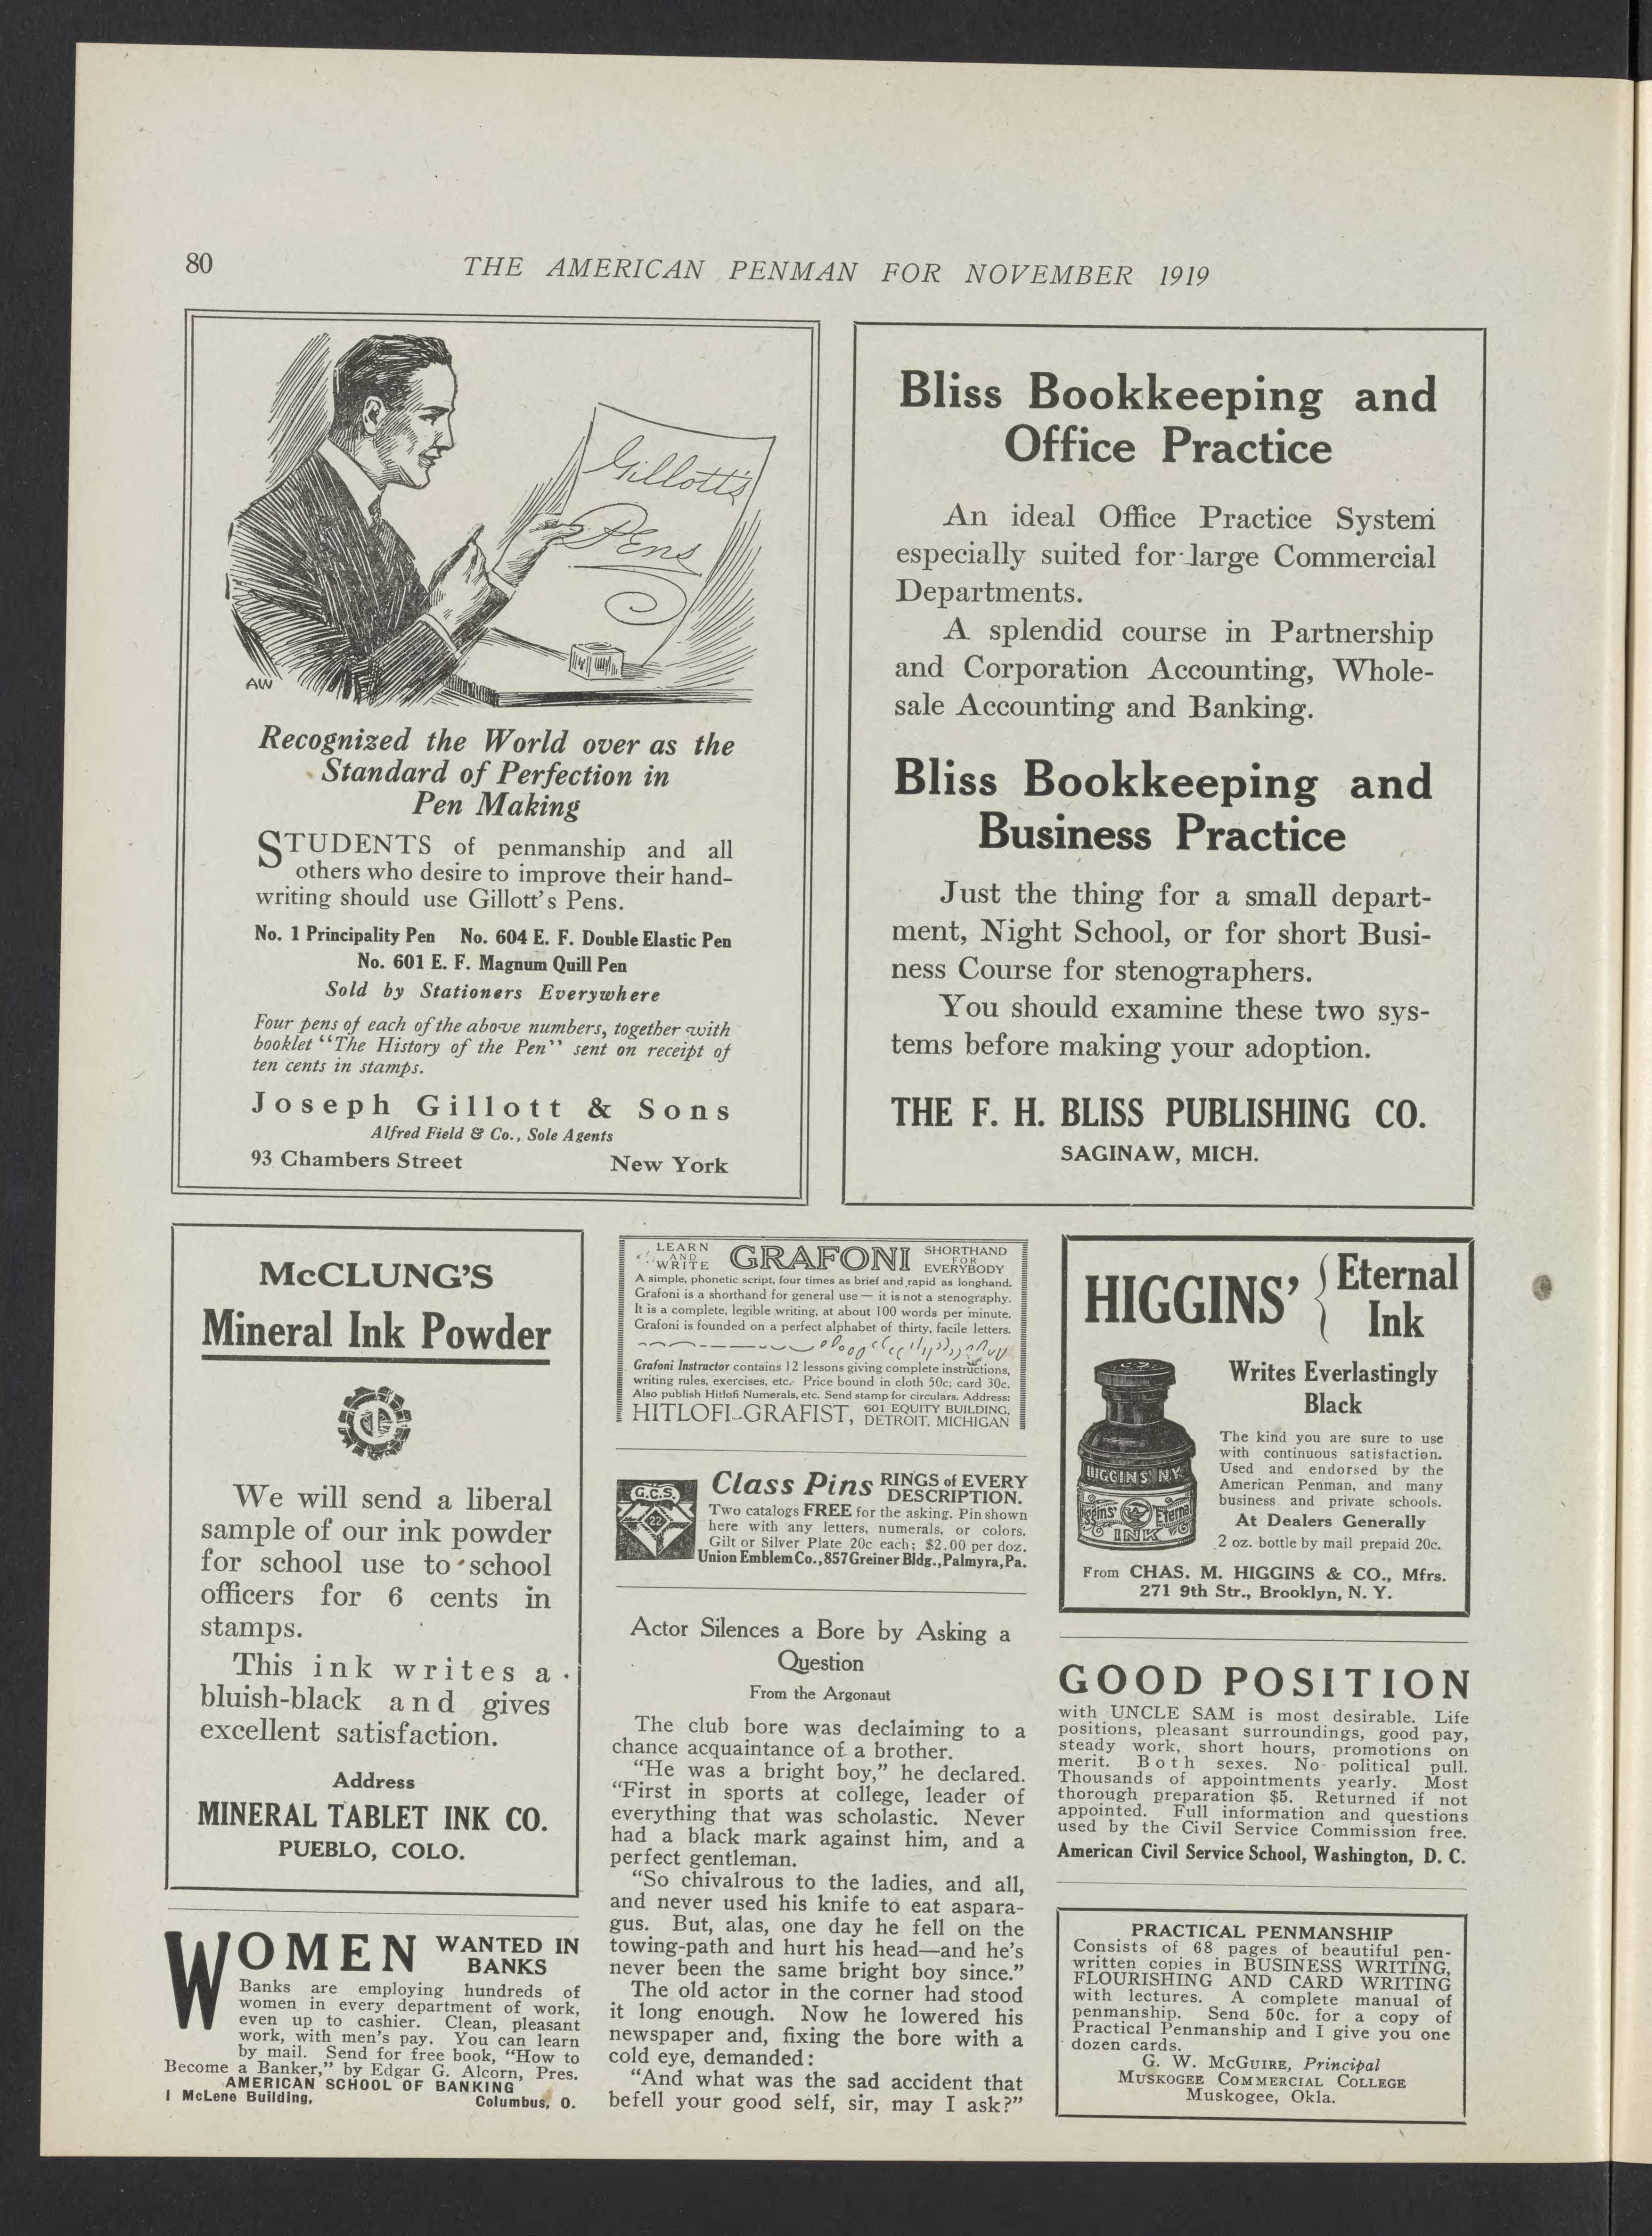 80
THE AMERICAN PENMAN FOR NOVEMBER 1919
Gillott's
Pens
AW
Recognized the World over as the
Standard of Perfection in
Pen Making
STUDENTS of penmanship and all
others who desire to improve their hand-
writing should use Gillott's Pens.
No. 1 Principality Pen No. 604 E. F. Double Elastic Pen
No. 601 E. F. Magnum Quill Pen
Sold by Stationers Everywhere
Four pens of each of the above numbers, together with
booklet "The History of the Pen" sent on receipt of
ten cents in stamps.
Joseph Gillott & Sons
Alfred Field & Co., Sole Agents
93 Chambers Street New York
Bliss Bookkeeping and
Office Practice
An ideal Office Practice System
especially suited for large Commercial
Departments.
A splendid course in Partnership
and Corporation Accounting, Whole-
sale Accounting and Banking.
Bliss Bookkeeping and
Business Practice
Just the thing for a small depart-
ment, Night School, or for short Busi-
ness Course for stenographers.
You should examine these two sys-
tems before making your adoption.
THE F. H. BLISS PUBLISHING CO.
SAGINAW, MICH.
McCLUNG'S
Mineral Ink Powder
We will send a liberal
sample of our ink powder
for school use to school
officers for 6 cents in
stamps.
This ink writes a
bluish-black and gives
excellent satisfaction.
Address
MINERAL TABLET INK CO.
PUEBLO, COLO.
WOMEN WANTED IN
BANKS
Banks are employing hundreds of
women in every department of work,
even up to cashier. Clean, pleasant
work, with men's pay. You can learn
by mail. Send for free book, "How to
Become a Banker," by Edgar G. Alcorn, Pres.
AMERICAN SCHOOL OF BANKING
1 McLene Building, Columbus, O.
LEARN
AND
WRITE
GRAFONI
SHORTHAND
FOR
EVERYBODY
A simple, phonetic script, four times as brief and rapid as longhand.
Grafoni is a shorthand for general use — it is not a stenography.
It is a complete, legible writing, at about 100 words per minute.
Grafoni is founded on a perfect alphabet of thirty, facile letters.
Grafoni Instructor contains 12 lessons giving complete instructions,
writing rules, exercises, etc. Price bound in cloth 50c; card 30c.
Also publish Hitlofi Numerals, etc. Send stamp for circulars. Address:
HITLOFI-GRAFIST, 601 EQUITY BUILDING,
DETROIT, MICHIGAN
G.C.S.
22
Class Pins RINGS of EVERY
DESCRIPTION.
Two catalogs FREE for the asking. Pin shown
here with any letters, numerals, or colors.
Gilt or Silver Plate 20c each; $2.00 per doz.
Union Emblem Co., 857 Greiner Bldg., Palmyra, Pa.
Actor Silences a Bore by Asking a
Question
From the Argonaut
The club bore was declaiming to a
chance acquaintance of a brother.
"He was a bright boy," he declared.
"First in sports at college, leader of
everything that was scholastic. Never
had a black mark against him, and a
perfect gentleman.
"So chivalrous to the ladies, and all,
and never used his knife to eat aspara-
gus. But, alas, one day he fell on the
towing-path and hurt his head—and he's
never been the same bright boy since."
The old actor in the corner had stood
it long enough. Now he lowered his
newspaper and, fixing the bore with a
cold eye, demanded:
"And what was the sad accident that
befell your good self, sir, may I ask?"
HIGGINS' { Eternal
Ink
Writes Everlastingly
Black
HIGGINS' N.Y.
Higgins' Eternal
INK
The kind you are sure to use
with continuous satisfaction.
Used and endorsed by the
American Penman, and many
business and private schools.
At Dealers Generally
2 oz. bottle by mail prepaid 20c.
From CHAS. M. HIGGINS & CO., Mfrs.
271 9th Str., Brooklyn, N. Y.
GOOD POSITION
with UNCLE SAM is most desirable. Life
positions, pleasant surroundings, good pay,
steady work, short hours, promotions on
merit. Both sexes. No political pull.
Thousands of appointments yearly. Most
thorough preparation $5. Returned if not
appointed. Full information and questions
used by the Civil Service Commission free.
American Civil Service School, Washington, D. C.
PRACTICAL PENMANSHIP
Consists of 68 pages of beautiful pen-
written copies in BUSINESS WRITING,
FLOURISHING AND CARD WRITING
with lectures. A complete manual of
penmanship. Send 50c. for a copy of
Practical Penmanship and I give you one
dozen cards.
G. W. McGUIRE, Principal
MUSKOGEE COMMERCIAL COLLEGE
Muskogee, Okla.